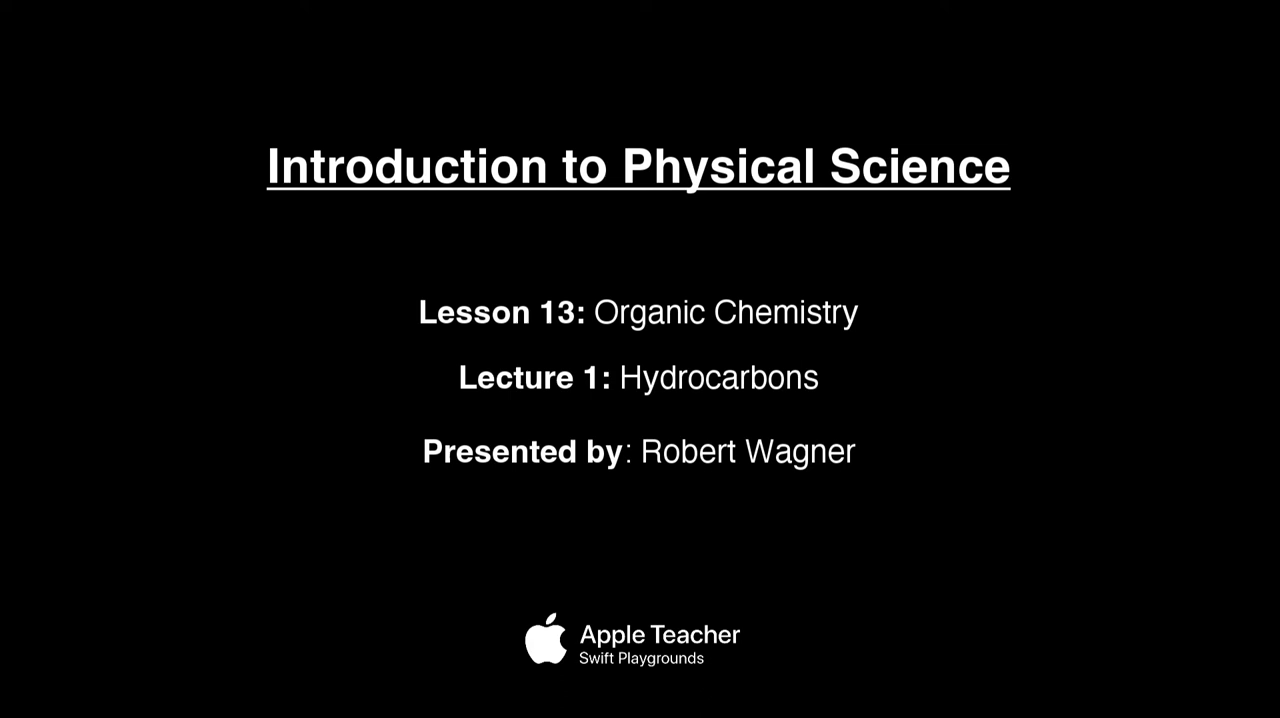 Introduction to Physical Science
Lesson 13: Organic Chemistry
Lecture 1: Hydrocarbons
Presented by: Robert Wagner
Apple Teacher
Swift Playgrounds